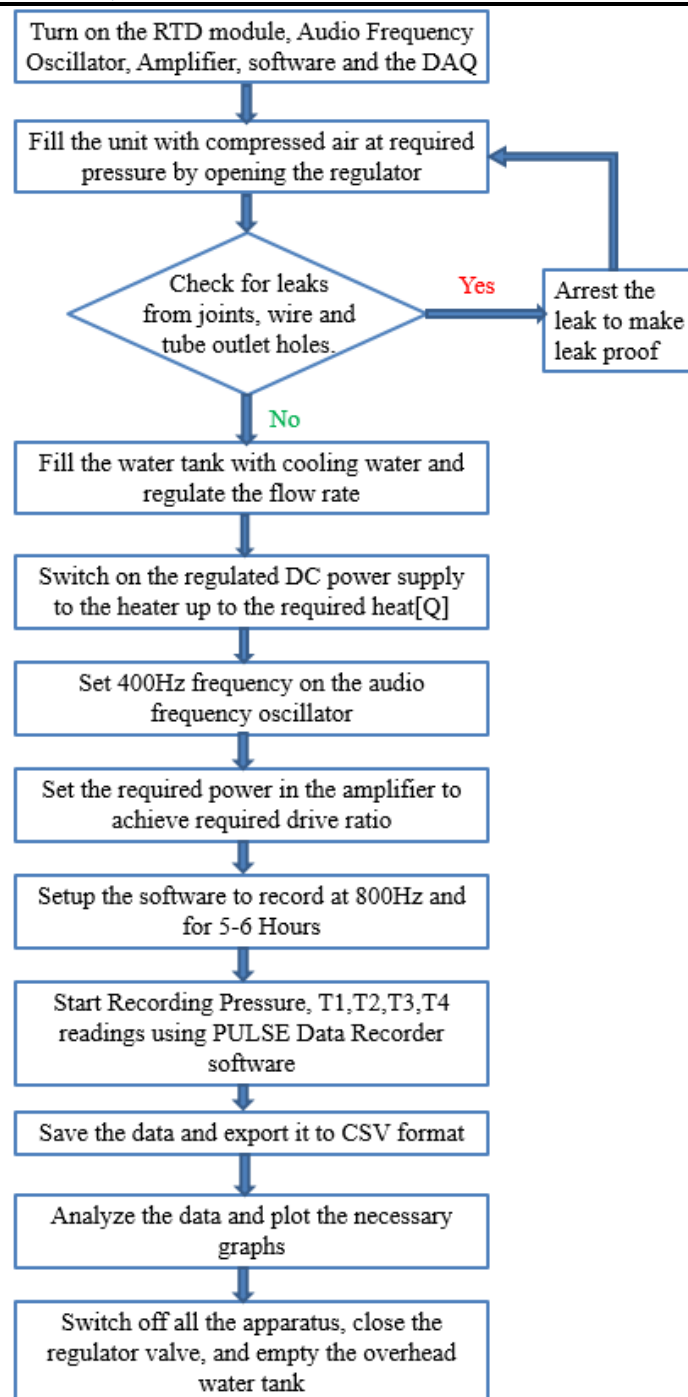 Turn on the RTD module, Audio Frequency
Oscillator, Amplifier, software and the DAQ
Fill the unit with compressed air at required
pressure by opening the regulator
Check for leaks
from joints, wire and
tube outlet holes.
Yes
Arrest the
leak to make
leak proof
No
Fill the water tank with cooling water and
regulate the flow rate
Switch on the regulated DC power supply
to the heater up to the required heat[Q]
Set 400Hz frequency on the audio
frequency oscillator
Set the required power in the amplifier to
achieve required drive ratio
Setup the software to record at 800Hz and
for 5-6 Hours
Start Recording Pressure, T1,T2,T3,T4
readings using PULSE Data Recorder
software
Save the data and export it to CSV format
Analyze the data and plot the necessary
graphs
Switch off all the apparatus, close the
regulator valve, and empty the overhead
water tank